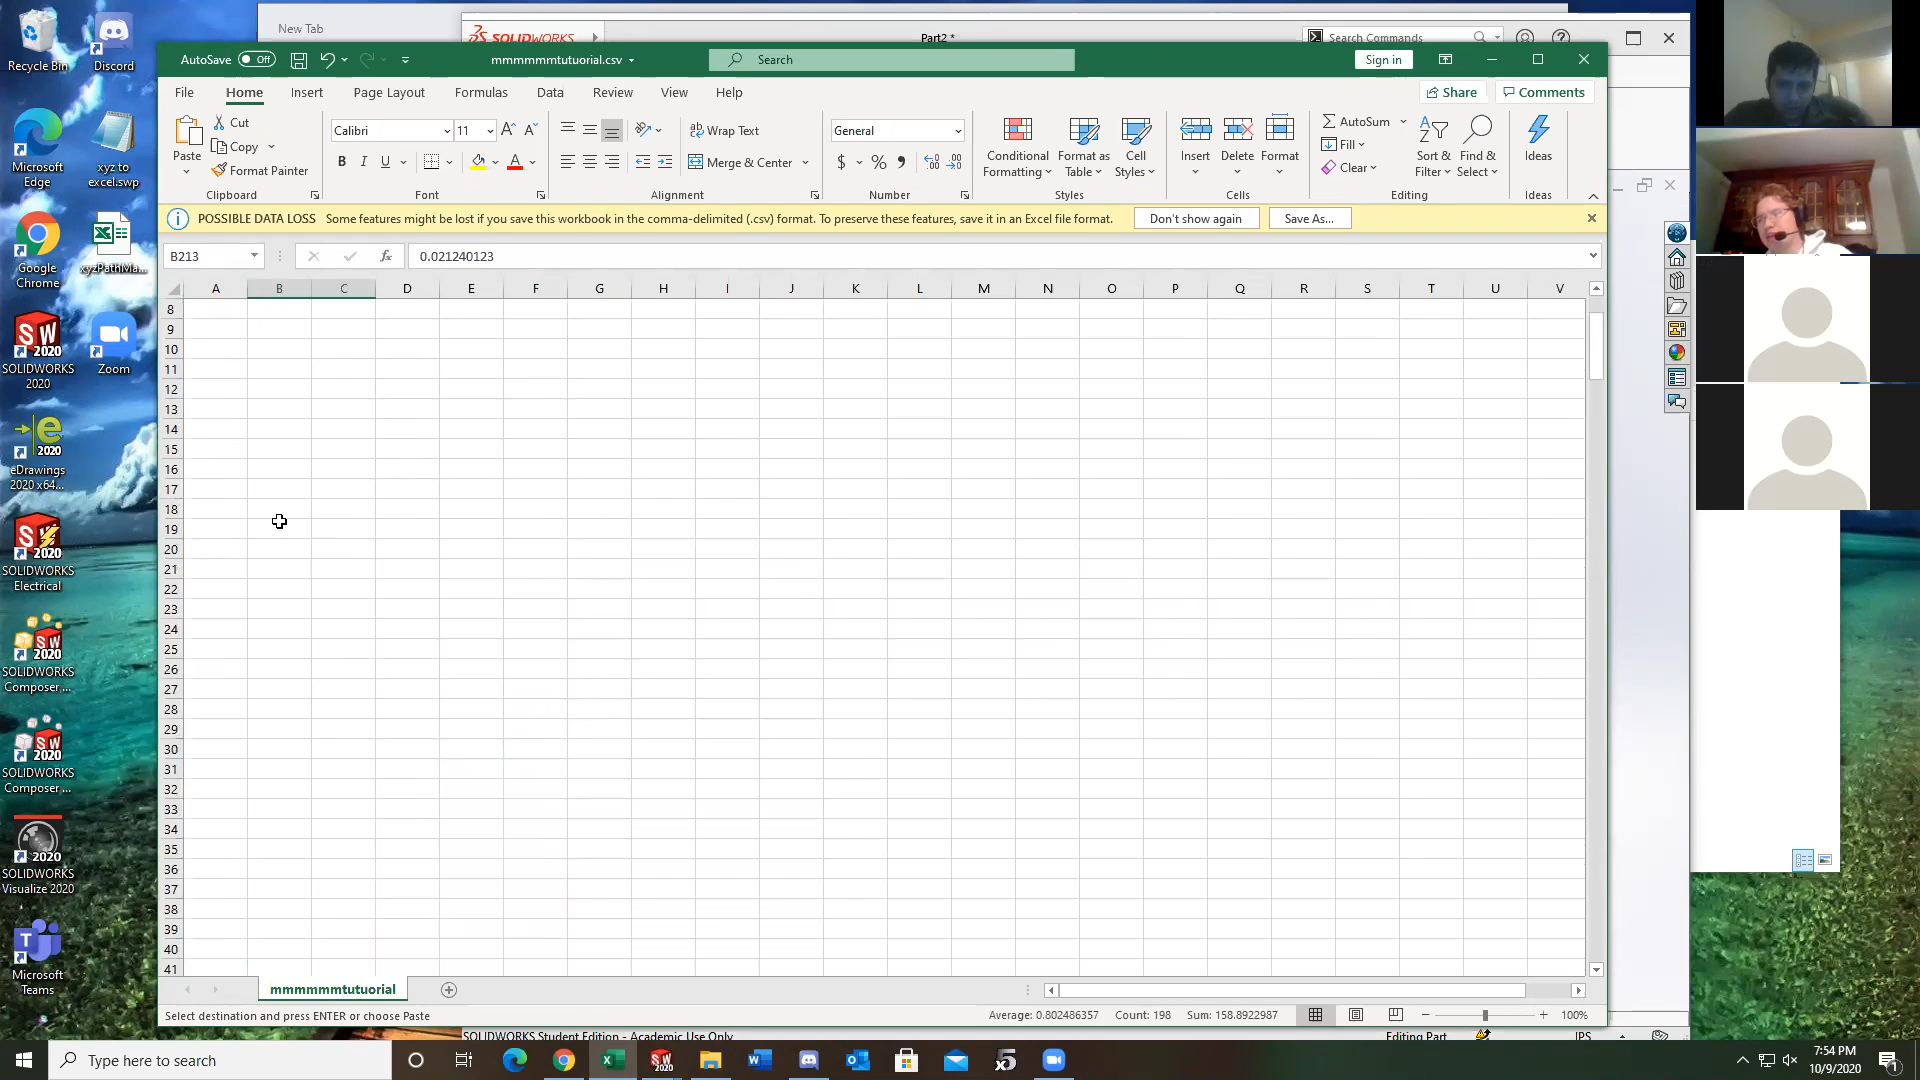 New Tab
SOLIDWORKS
Part2 *
Search Commands
AutoSave
Off
mmmmmmtutuorial.csv
Search
Sign in
File
Home
Insert
Page Layout
Formulas
Data
Review
View
Help
Share
Comments
Paste
Cut
Copy
Format Painter
Clipboard
Calibri
11
B I U
Font
Wrap Text
Merge & Center
Alignment
General
$ % ,
Number
Conditional
Formatting
Format as
Table
Cell
Styles
Styles
Insert
Delete
Format
Cells
AutoSum
Fill
Clear
Sort &
Filter
Find &
Select
Editing
Ideas
Ideas
POSSIBLE DATA LOSS Some features might be lost if you save this workbook in the comma-delimited (.csv) format. To preserve these features, save it in an Excel file format.
Don't show again
Save As...
B213
fx
0.021240123
A B C D E F G H I J K L M N O P Q R S T U V
8
9
10
11
12
13
14
15
16
17
18
19
20
21
22
23
24
25
26
27
28
29
30
31
32
33
34
35
36
37
38
39
40
41
mmmmmmtutuorial
Select destination and press ENTER or choose Paste
Average: 0.802486357
Count: 198
Sum: 158.8922987
100%
SOLIDWORKS Student Edition - Academic Use Only
Editing Part
IPS
Recycle Bin
Discord
Microsoft
Edge
xyz to
excel.swp
Google
Chrome
xyzPathMa...
SOLIDWORKS
2020
Zoom
eDrawings
2020 x64...
SOLIDWORKS
Electrical
SOLIDWORKS
Composer ...
SOLIDWORKS
Composer ...
SOLIDWORKS
Visualize 2020
Microsoft
Teams
Type here to search
7:54 PM
10/9/2020